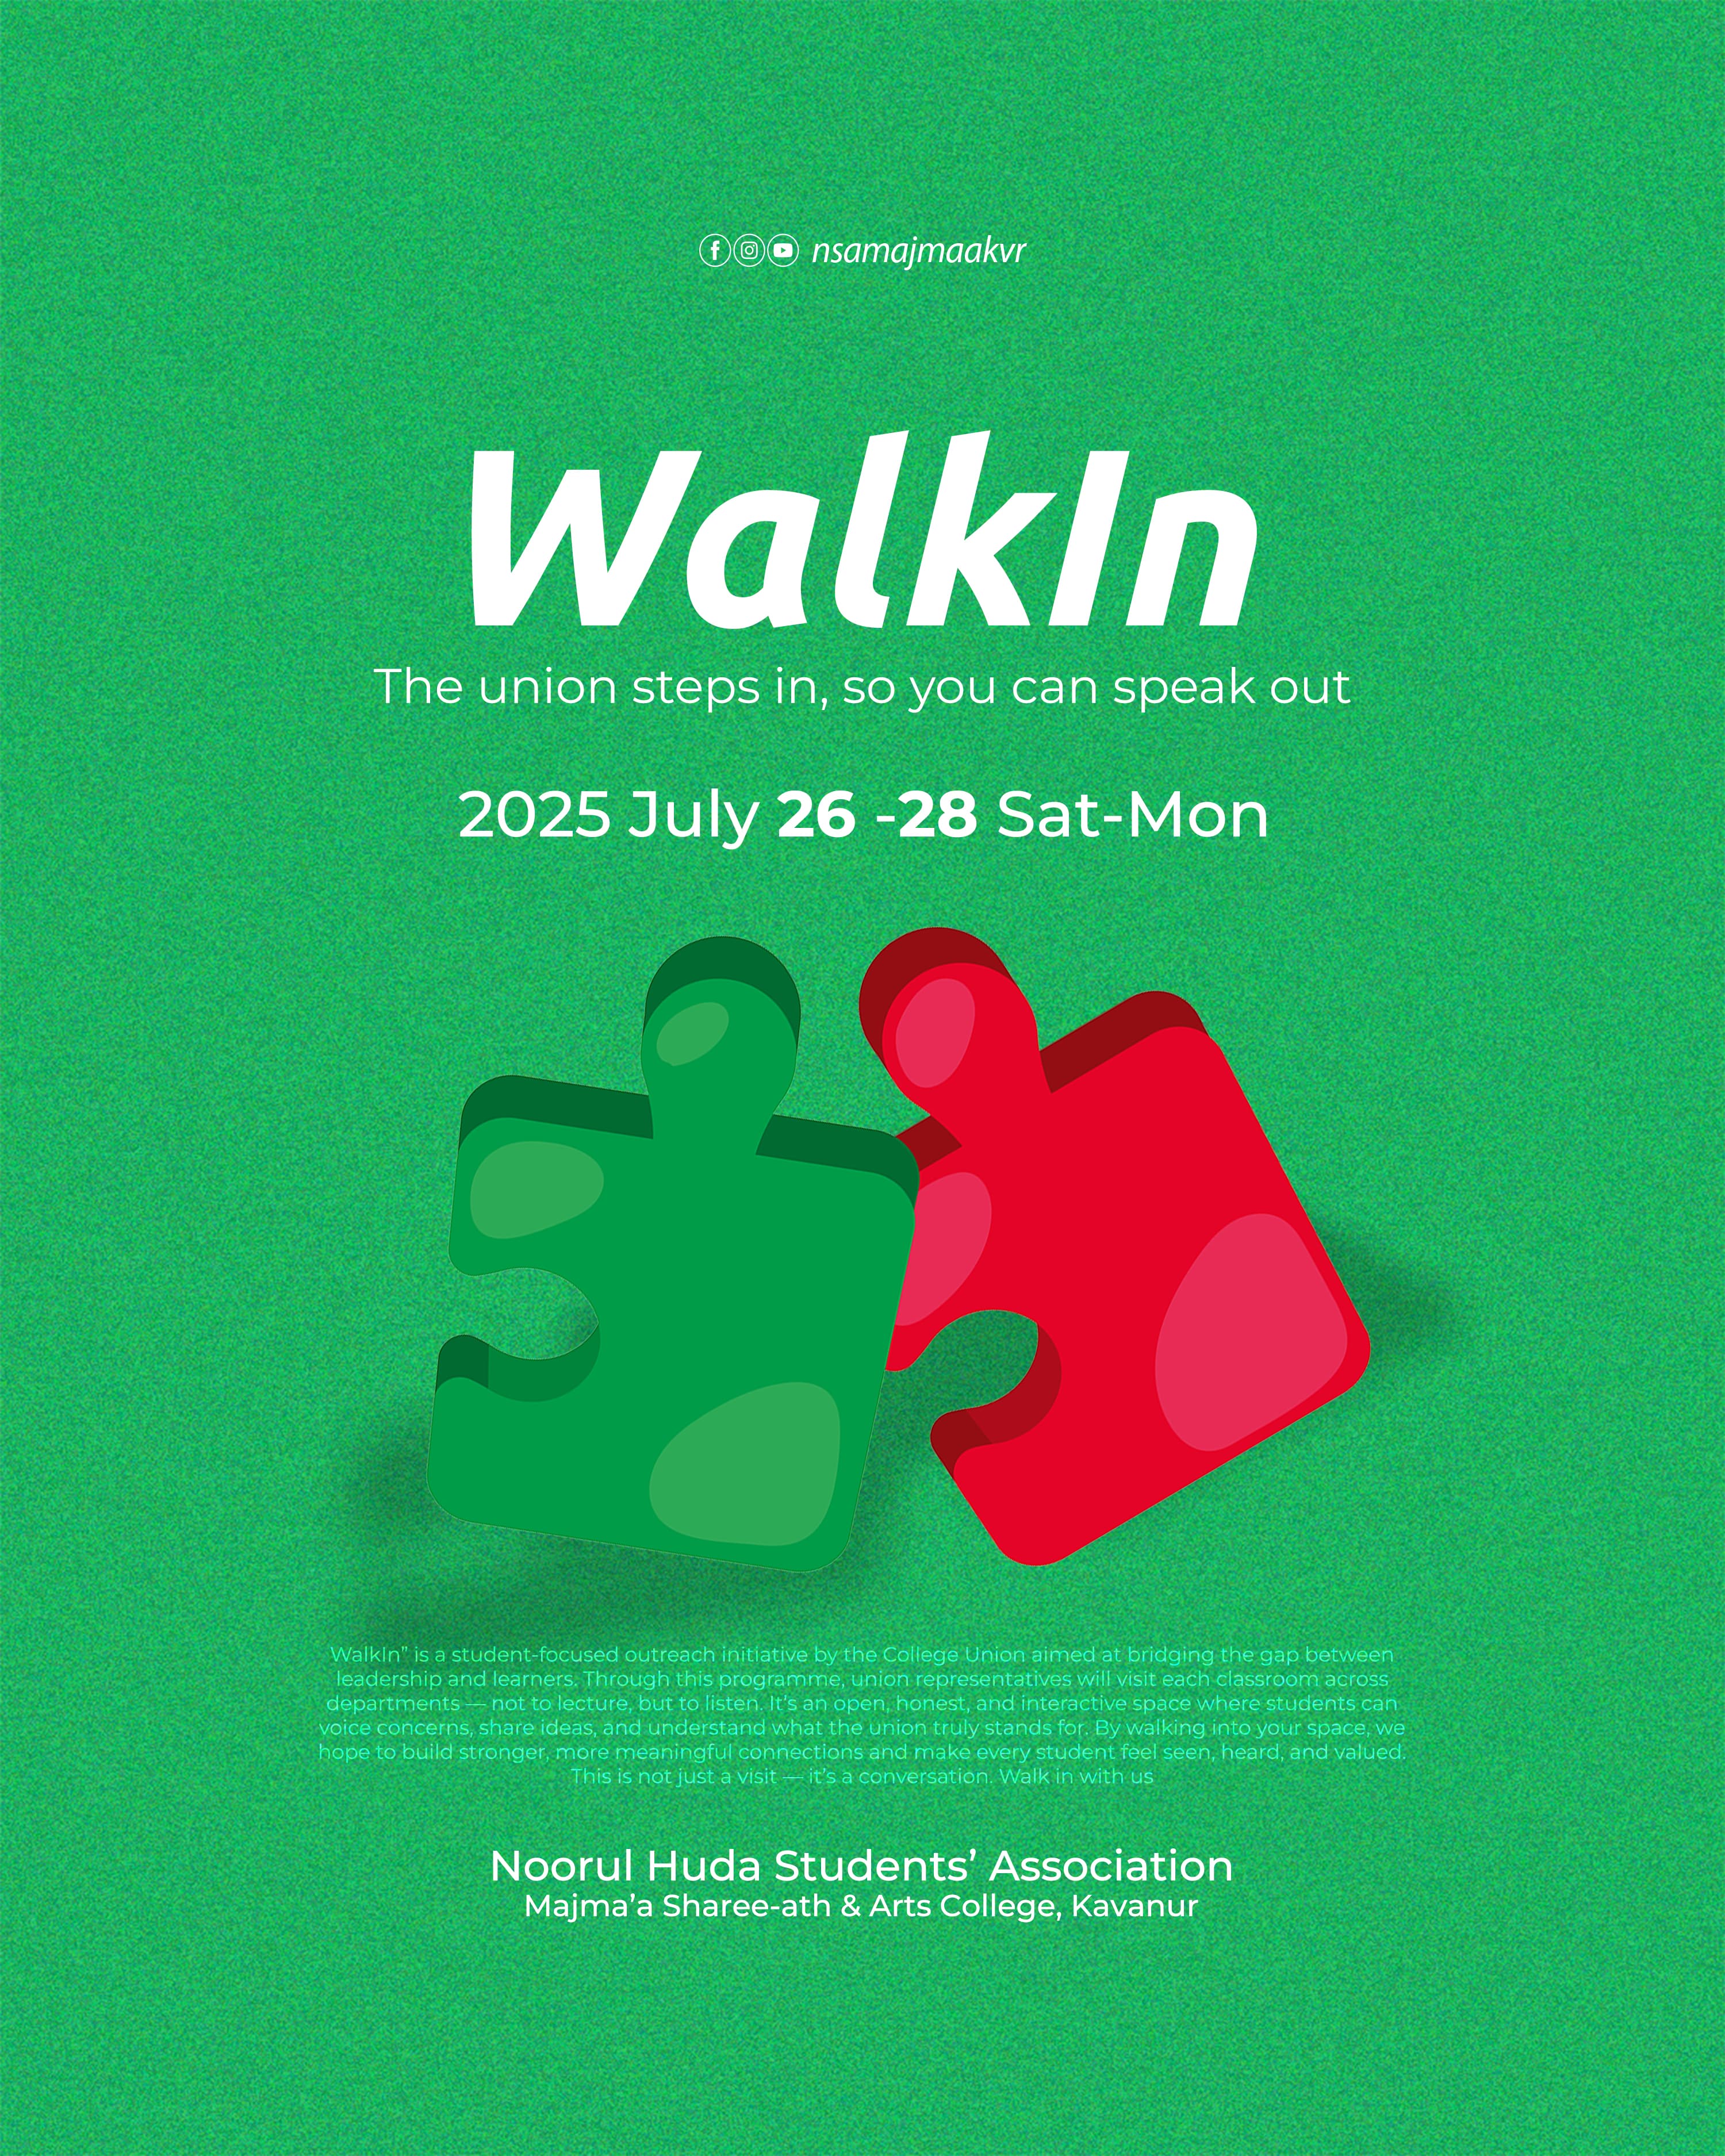 nsamajmaakvr
WalkIn
The union steps in, so you can speak out
2025 July 26 -28 Sat-Mon
WalkIn” is a student-focused outreach initiative by the College Union aimed at bridging the gap between
leadership and learners. Through this programme, union representatives will visit each classroom across
departments — not to lecture, but to listen. It’s an open, honest, and interactive space where students can
voice concerns, share ideas, and understand what the union truly stands for. By walking into your space, we
hope to build stronger, more meaningful connections and make every student feel seen, heard, and valued.
This is not just a visit — it’s a conversation. Walk in with us
Noorul Huda Students’ Association
Majma’a Sharee-ath & Arts College, Kavanur